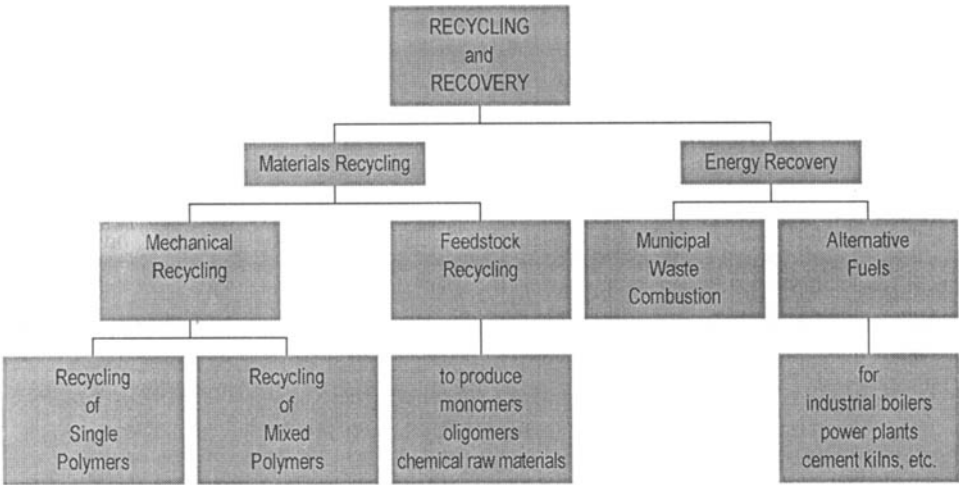 RECYCLING
and
RECOVERY
Materials Recycling
Energy Recovery
Mechanical
Recycling
Feedstock
Recycling
Municipal
Waste
Combustion
Alternative
Fuels
Recycling
of
Single
Polymers
Recycling
of
Mixed
Polymers
to produce
monomers
oligomers
chemical raw materials
for
industrial boilers
power plants
cement kilns, etc.